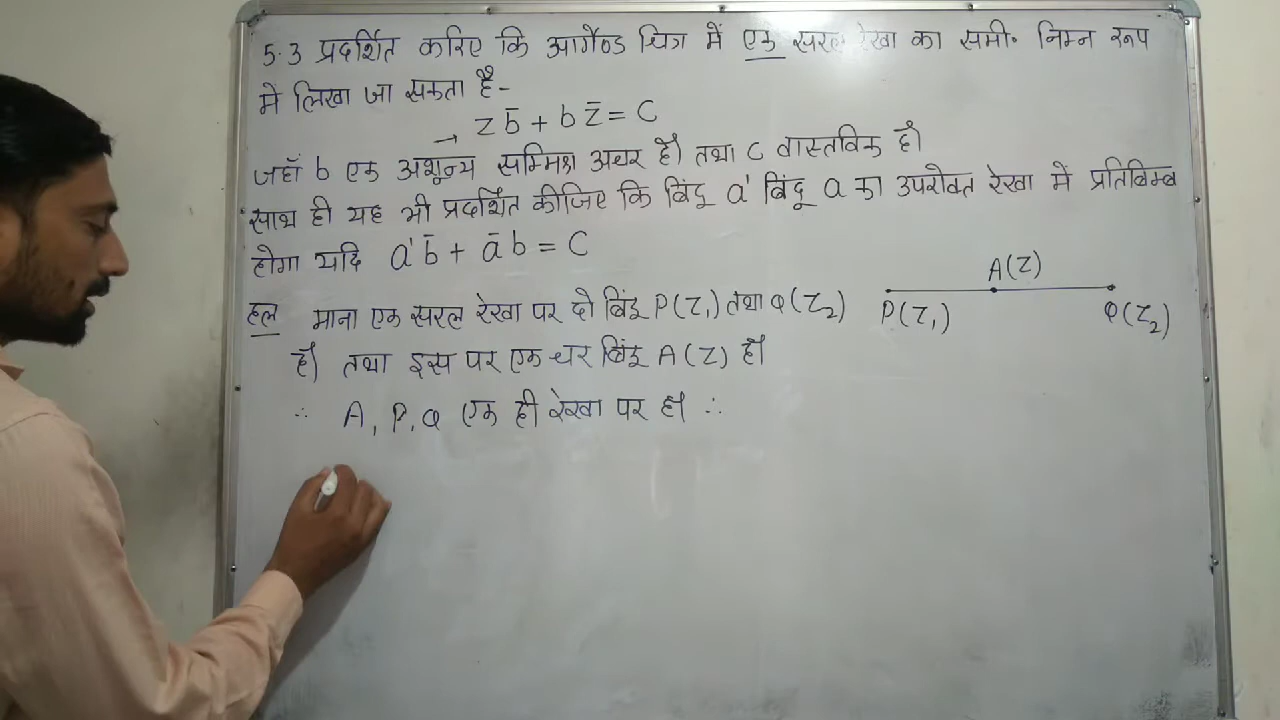 5.3 प्रदर्शित करिए कि आर्गैण्ड चित्र में एक सरल रेखा का समी॰ निम्न रूप
में लिखा जा सकता है-
→ z b̄ + b z̄ = C
जहाँ b एक अशून्य सम्मिश्र अचर है। तथा C वास्तविक है।
साथ ही यह भी प्रदर्शित कीजिए कि बिंदू a' बिंदू a का उपरोक्त रेखा में प्रतिबिम्ब
होगा यदि a' b̄ + ā b = C
हल माना एक सरल रेखा पर दो बिंदू P(z₁) तथा Q(z₂)
है। तथा इस पर एक चर बिंदू A(z) है।
∴ A, P, Q एक ही रेखा पर है। ∴
A(z)
P(z₁)
Q(z₂)